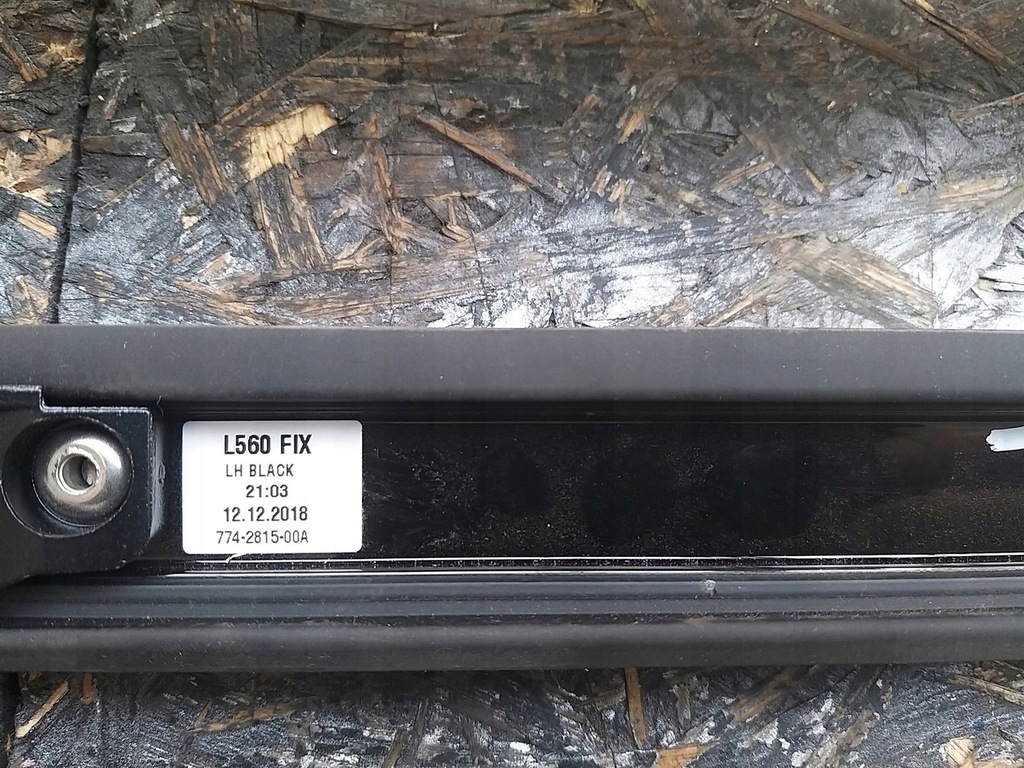 L560 FIX
LH BLACK
21:03
12.12.2018
774-2815-00A